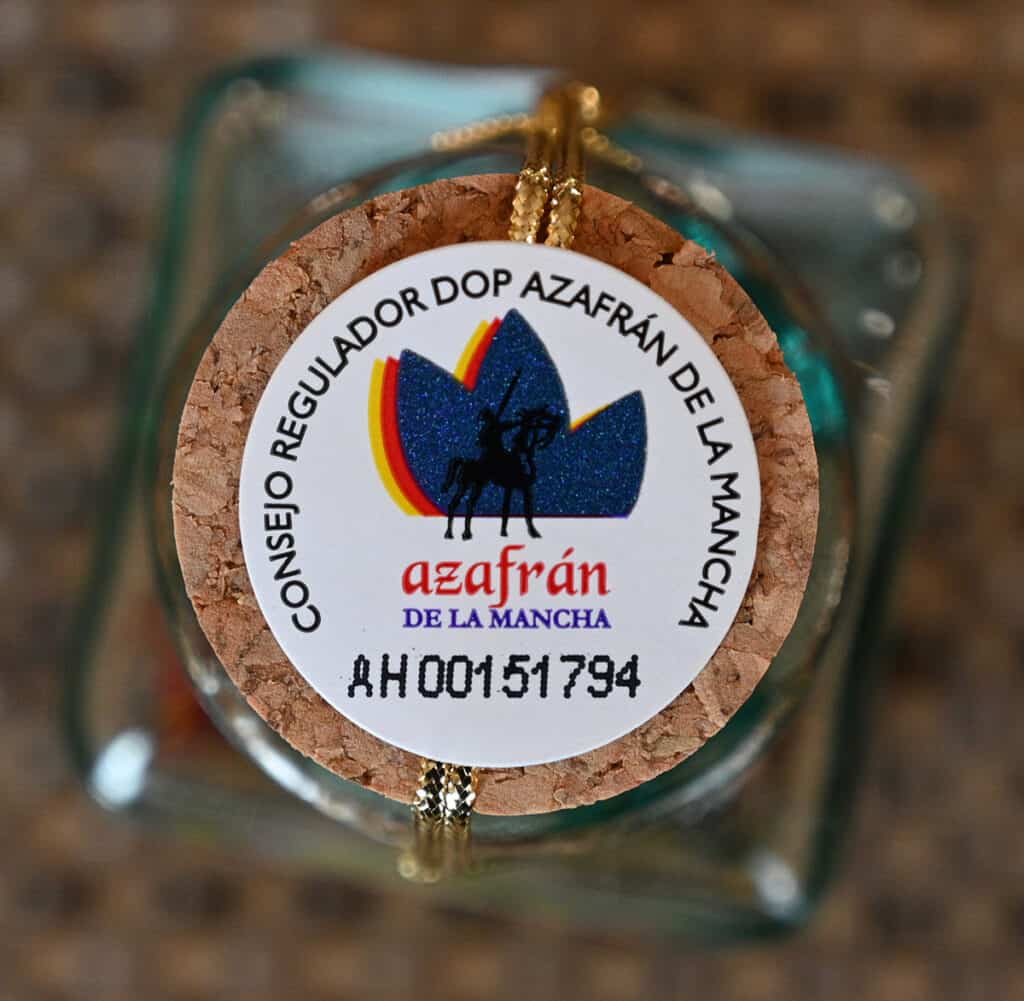 CONSEJO REGULADOR DOP AZAFRÁN DE LA MANCHA
azafrán
DE LA MANCHA
AH00151794